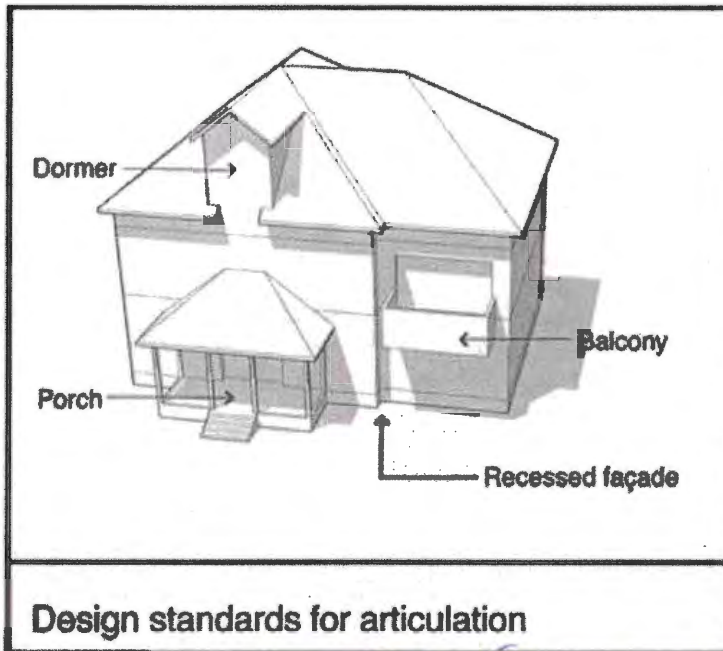 Dormer
Balcony
Porch
Recessed façade
Design standards for articulation